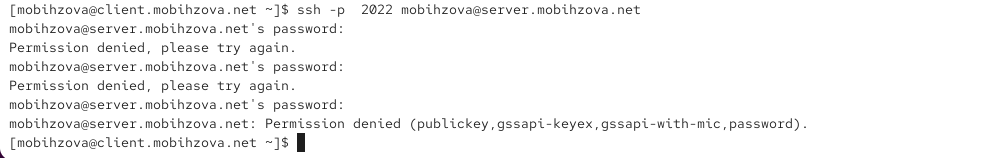 [mobihzova@client.mobihzova.net ~]$ ssh -p  2022 mobihzova@server.mobihzova.net
mobihzova@server.mobihzova.net's password:
Permission denied, please try again.
mobihzova@server.mobihzova.net's password:
Permission denied, please try again.
mobihzova@server.mobihzova.net's password:
mobihzova@server.mobihzova.net: Permission denied (publickey,gssapi-keyex,gssapi-with-mic,password).
[mobihzova@client.mobihzova.net ~]$